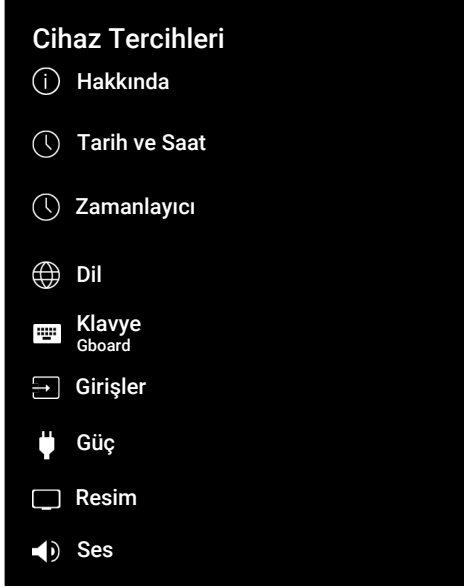 Cihaz Tercihleri
Hakkında
Tarih ve Saat
Zamanlayıcı
Dil
Klavye
Gboard
Girişler
Güç
Resim
Ses